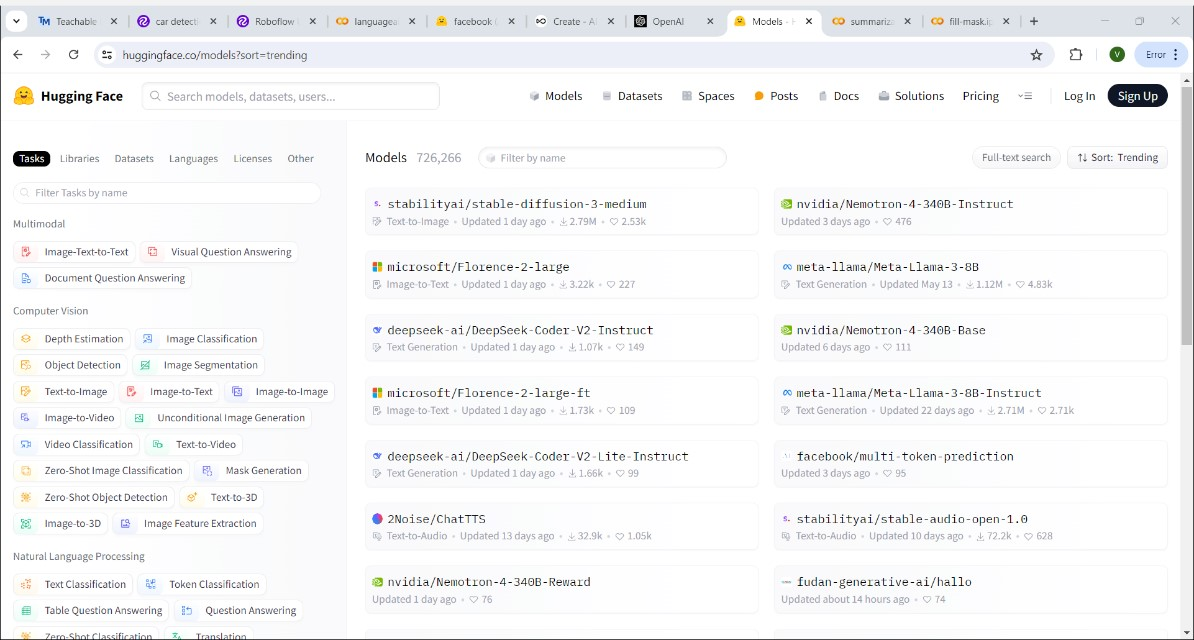 Teachable
car detecti
Roboflow
language
facebook (
Create - A
OpenAI
Models - H
summariz
fill-mask.i
huggingface.co/models?sort=trending
V
Error
Hugging Face
Search models, datasets, users...
Models
Datasets
Spaces
Posts
Docs
Solutions
Pricing
Log In
Sign Up
Tasks
Libraries
Datasets
Languages
Licenses
Other
Filter Tasks by name
Multimodal
Image-Text-to-Text
Visual Question Answering
Document Question Answering
Computer Vision
Depth Estimation
Image Classification
Object Detection
Image Segmentation
Text-to-Image
Image-to-Text
Image-to-Image
Image-to-Video
Unconditional Image Generation
Video Classification
Text-to-Video
Zero-Shot Image Classification
Mask Generation
Zero-Shot Object Detection
Text-to-3D
Image-to-3D
Image Feature Extraction
Natural Language Processing
Text Classification
Token Classification
Table Question Answering
Question Answering
Zero-Shot Classification
Translation
Models 726,266
Filter by name
Full-text search
Sort: Trending
stabilityai/stable-diffusion-3-medium
Text-to-Image • Updated 1 day ago • 2.79M • 2.53k
nvidia/Nemotron-4-340B-Instruct
Updated 3 days ago • 476
microsoft/Florence-2-large
Image-to-Text • Updated 1 day ago • 3.22k • 227
meta-llama/Meta-Llama-3-8B
Text Generation • Updated May 13 • 1.12M • 4.83k
deepseek-ai/DeepSeek-Coder-V2-Instruct
Text Generation • Updated 1 day ago • 1.07k • 149
nvidia/Nemotron-4-340B-Base
Updated 6 days ago • 111
microsoft/Florence-2-large-ft
Image-to-Text • Updated 1 day ago • 1.73k • 109
meta-llama/Meta-Llama-3-8B-Instruct
Text Generation • Updated 22 days ago • 2.71M • 2.71k
deepseek-ai/DeepSeek-Coder-V2-Lite-Instruct
Text Generation • Updated 1 day ago • 1.66k • 99
facebook/multi-token-prediction
Updated 3 days ago • 95
2Noise/ChatTTS
Text-to-Audio • Updated 13 days ago • 32.9k • 1.05k
stabilityai/stable-audio-open-1.0
Text-to-Audio • Updated 10 days ago • 72.2k • 628
nvidia/Nemotron-4-340B-Reward
Updated 1 day ago • 76
fudan-generative-ai/hallo
Updated about 14 hours ago • 74